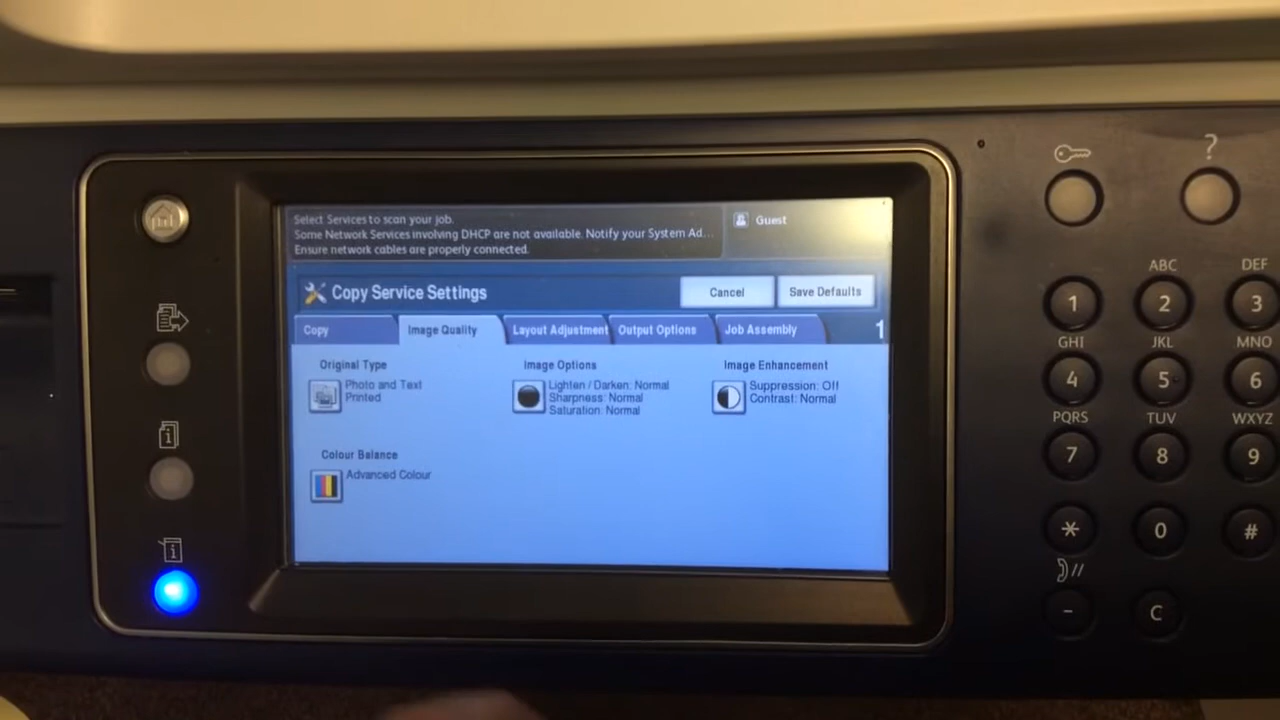 Select Services to scan your job.
Some Network Services involving DHCP are not available. Notify your System Ad...
Ensure network cables are properly connected.
Guest
Copy Service Settings
Cancel
Save Defaults
Copy
Image Quality
Layout Adjustment
Output Options
Job Assembly
1
Original Type
Photo and Text
Printed
Image Options
Lighten / Darken: Normal
Sharpness: Normal
Saturation: Normal
Image Enhancement
Suppression: Off
Contrast: Normal
Colour Balance
Advanced Colour
?
ABC
DEF
1
2
3
GHI
JKL
MNO
4
5
6
PQRS
TUV
WXYZ
7
8
9
*
0
#
-
C